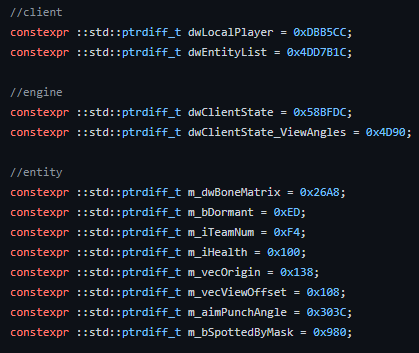 //client
constexpr ::std::ptrdiff_t dwLocalPlayer = 0xDBB5CC;
constexpr ::std::ptrdiff_t dwEntityList = 0x4DD7B1C;
//engine
constexpr ::std::ptrdiff_t dwClientState = 0x58BFDC;
constexpr ::std::ptrdiff_t dwClientState_ViewAngles = 0x4D90;
//entity
constexpr ::std::ptrdiff_t m_dwBoneMatrix = 0x26A8;
constexpr ::std::ptrdiff_t m_bDormant = 0xED;
constexpr ::std::ptrdiff_t m_iTeamNum = 0xF4;
constexpr ::std::ptrdiff_t m_iHealth = 0x100;
constexpr ::std::ptrdiff_t m_vecOrigin = 0x138;
constexpr ::std::ptrdiff_t m_vecViewOffset = 0x108;
constexpr ::std::ptrdiff_t m_aimPunchAngle = 0x303C;
constexpr ::std::ptrdiff_t m_bSpottedByMask = 0x980;